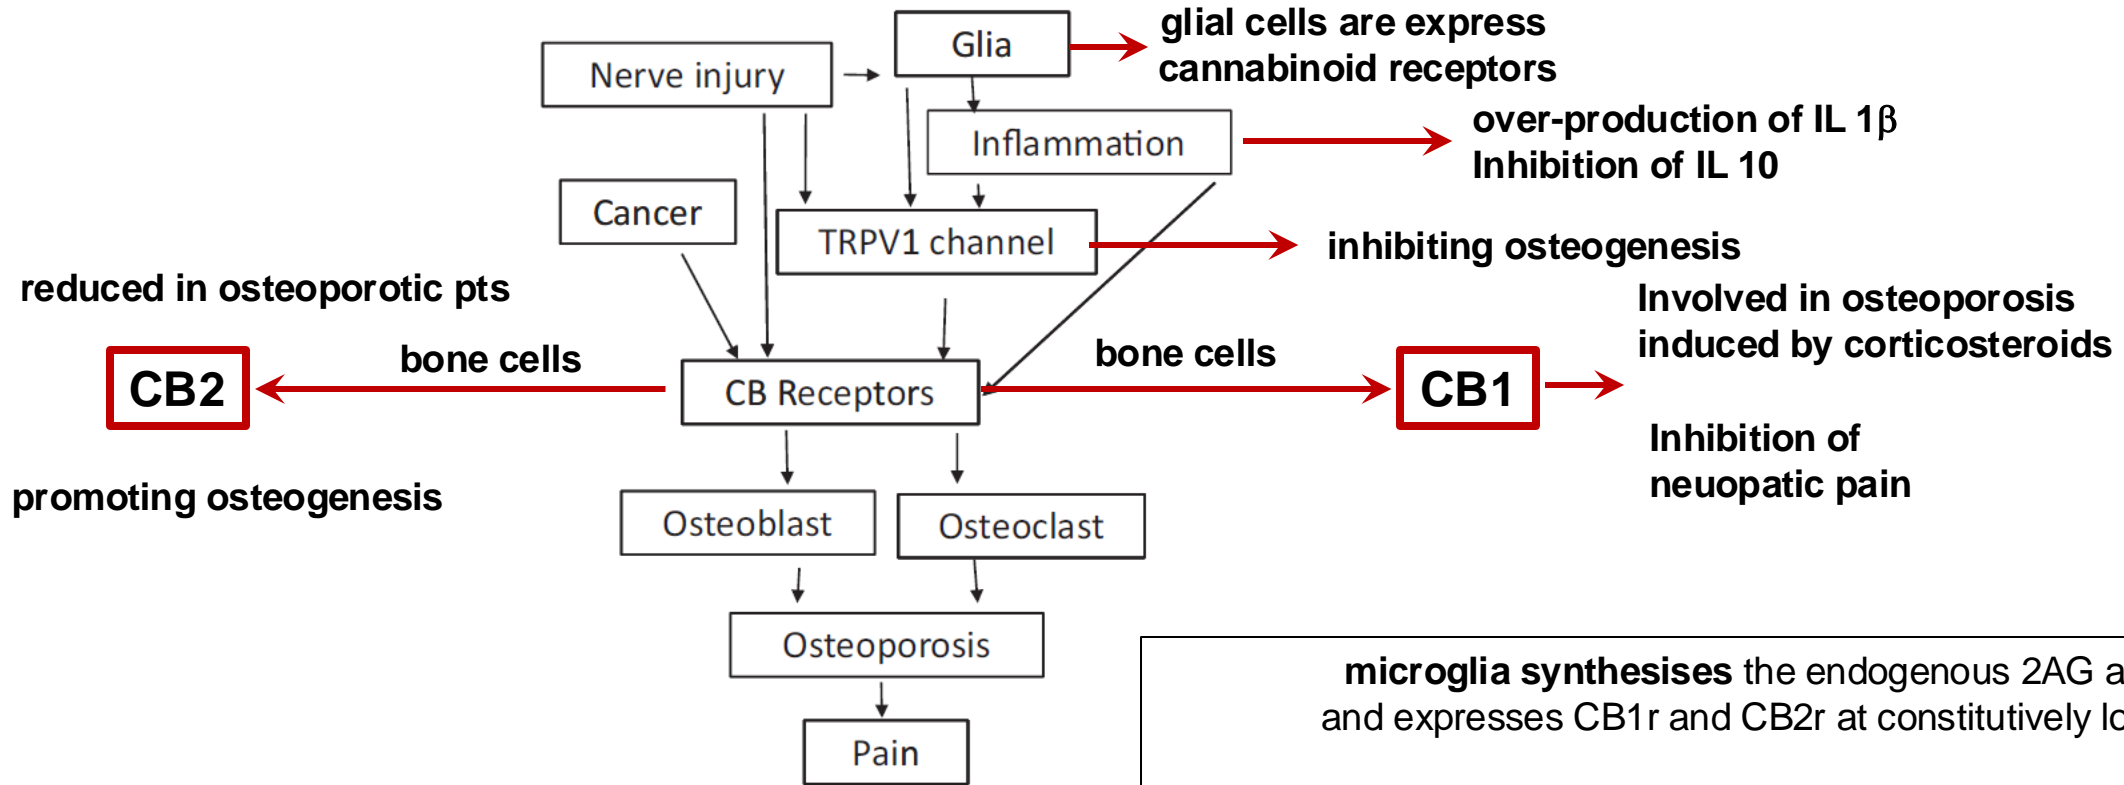 glial cells are express
cannabinoid receptors
Glia
Nerve injury
over-production of IL 1β
Inhibition of IL 10
Inflammation
Cancer
TRPV1 channel
inhibiting osteogenesis
reduced in osteoporotic pts
Involved in osteoporosis
induced by corticosteroids
bone cells
bone cells
CB2
CB Receptors
CB1
Inhibition of
neuopatic pain
promoting osteogenesis
Osteoblast
Osteoclast
Osteoporosis
microglia synthesises the endogenous 2AG
and expresses CB1r and CB2r at constitutively
Pain